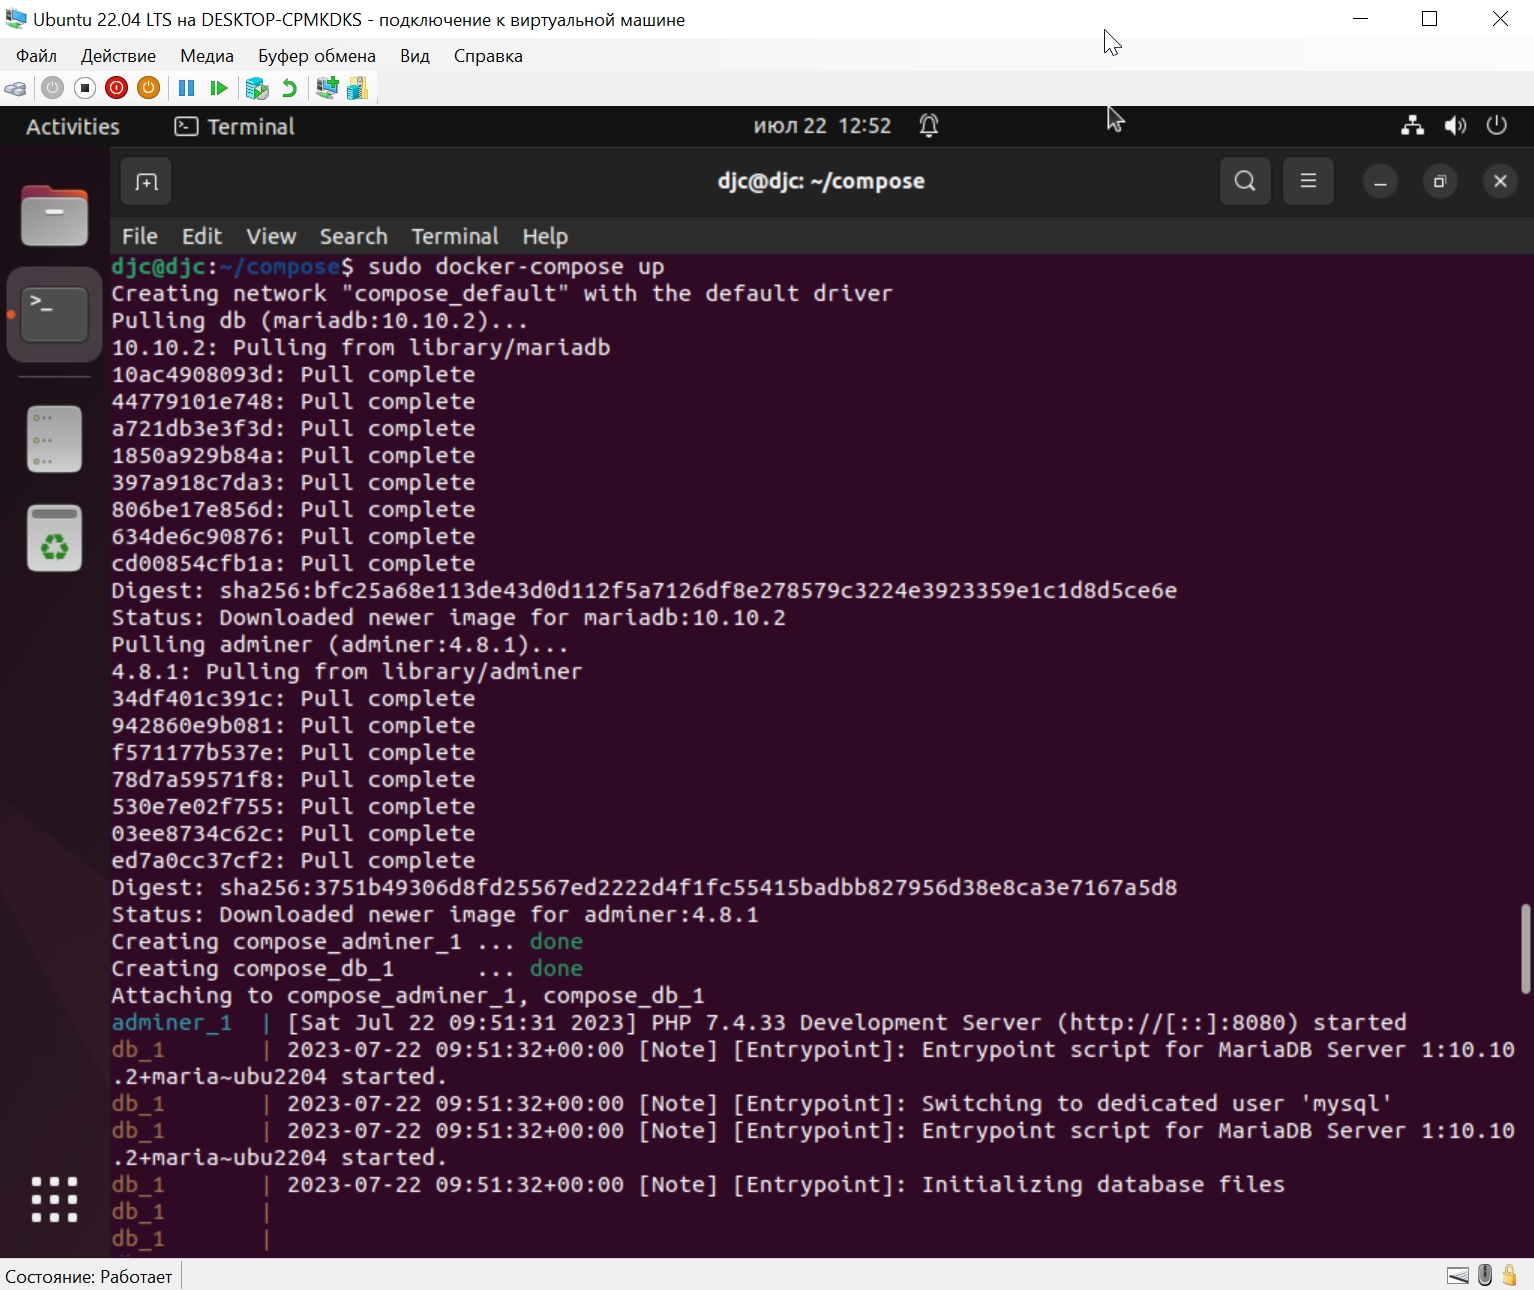 Ubuntu 22.04 LTS на DESKTOP-CPMKDKS - подключение к виртуальной машине
Файл Действие Медиа Буфер обмена Вид Справка
Activities Terminal июл 22 12:52
djc@djc: ~/compose
File Edit View Search Terminal Help
djc@djc:~/compose$ sudo docker-compose up
Creating network "compose_default" with the default driver
Pulling db (mariadb:10.10.2)...
10.10.2: Pulling from library/mariadb
10ac4908093d: Pull complete
44779101e748: Pull complete
a721db3e3f3d: Pull complete
1850a929b84a: Pull complete
397a918c7da3: Pull complete
806be17e856d: Pull complete
634de6c90876: Pull complete
cd00854cfb1a: Pull complete
Digest: sha256:bfc25a68e113de43d0d112f5a7126df8e278579c3224e3923359e1c1d8d5ce6e
Status: Downloaded newer image for mariadb:10.10.2
Pulling adminer (adminer:4.8.1)...
4.8.1: Pulling from library/adminer
34df401c391c: Pull complete
942860e9b081: Pull complete
f571177b537e: Pull complete
78d7a59571f8: Pull complete
530e7e02f755: Pull complete
03ee8734c62c: Pull complete
ed7a0cc37cf2: Pull complete
Digest: sha256:3751b49306d8fd25567ed2222d4f1fc55415badbb827956d38e8ca3e7167a5d8
Status: Downloaded newer image for adminer:4.8.1
Creating compose_adminer_1 ... done
Creating compose_db_1      ... done
Attaching to compose_adminer_1, compose_db_1
adminer_1  | [Sat Jul 22 09:51:31 2023] PHP 7.4.33 Development Server (http://[::]:8080) started
db_1       | 2023-07-22 09:51:32+00:00 [Note] [Entrypoint]: Entrypoint script for MariaDB Server 1:10.10
.2+maria~ubu2204 started.
db_1       | 2023-07-22 09:51:32+00:00 [Note] [Entrypoint]: Switching to dedicated user 'mysql'
db_1       | 2023-07-22 09:51:32+00:00 [Note] [Entrypoint]: Entrypoint script for MariaDB Server 1:10.10
.2+maria~ubu2204 started.
db_1       | 2023-07-22 09:51:32+00:00 [Note] [Entrypoint]: Initializing database files
db_1       |
db_1       |
Состояние: Работает